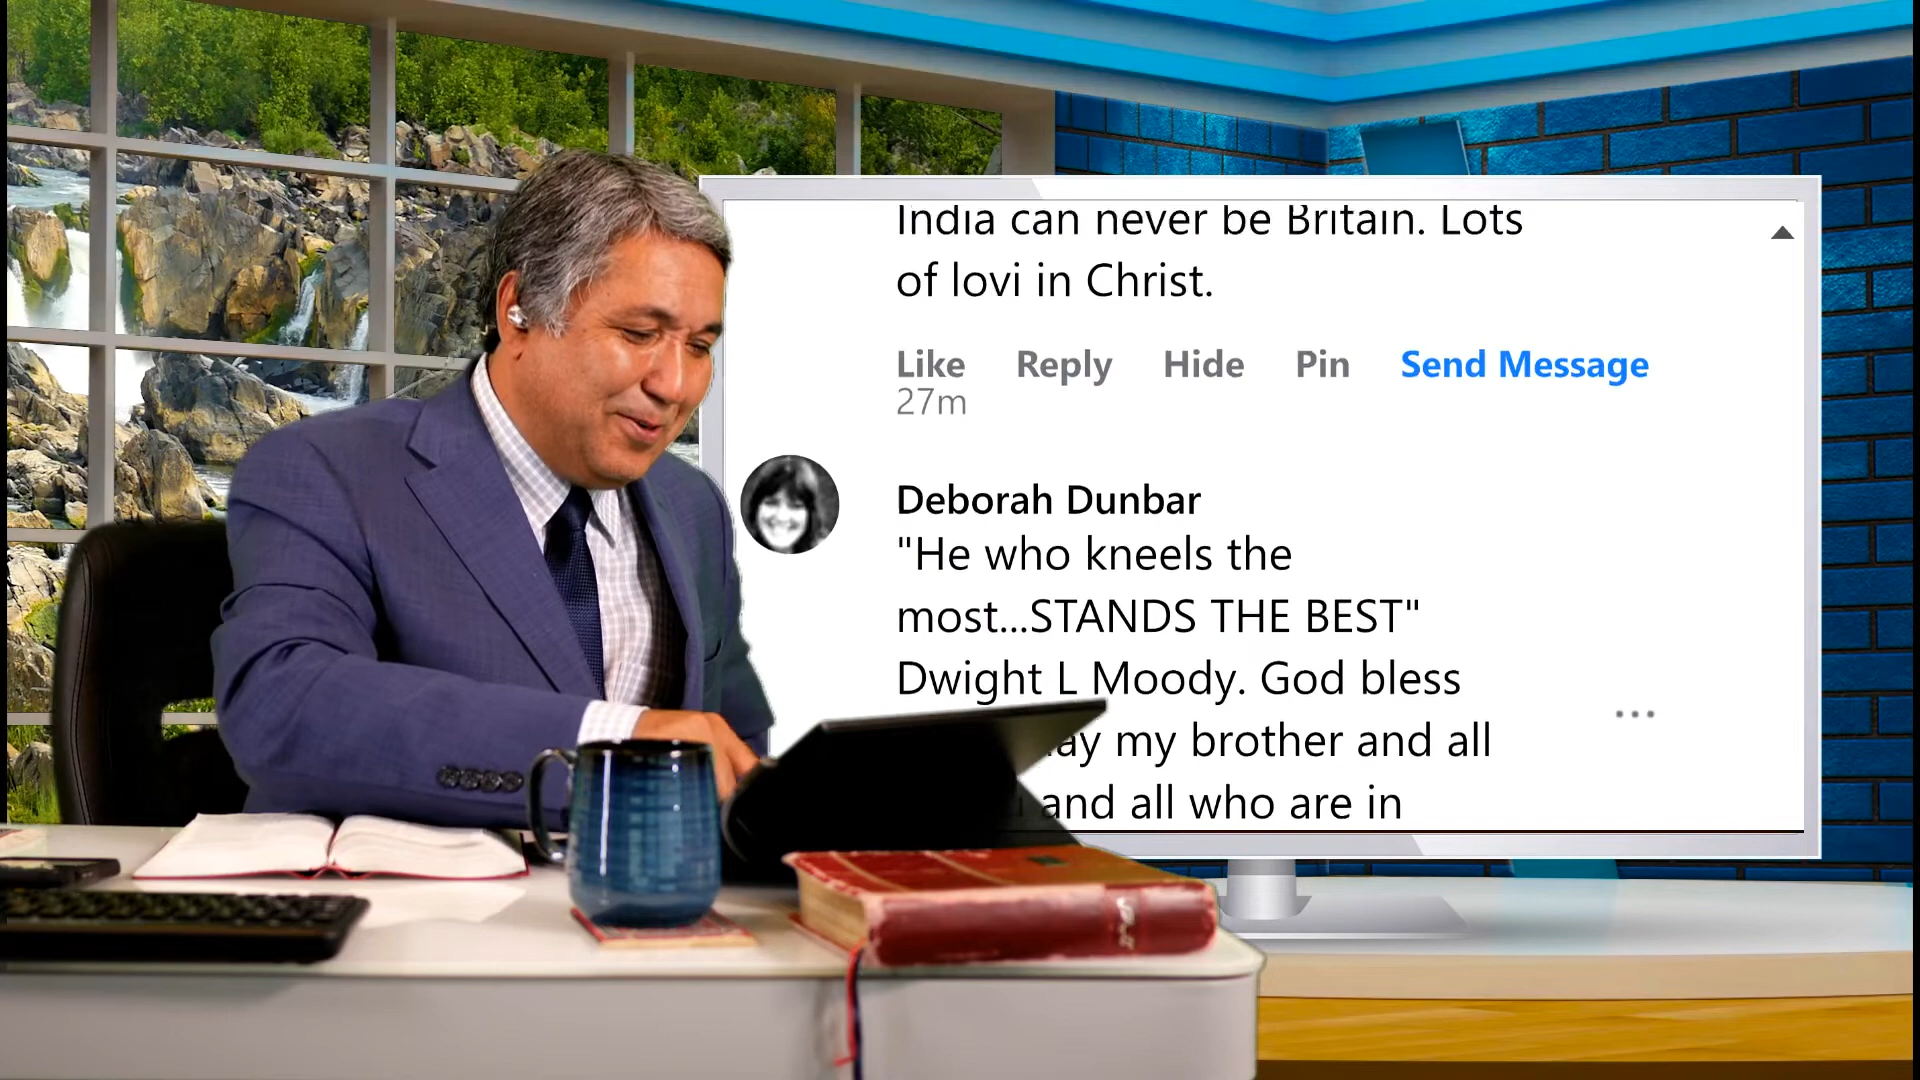 India can never be Britain. Lots
of lovi in Christ.
Like Reply Hide Pin Send Message
27m
Deborah Dunbar
"He who kneels the
most...STANDS THE BEST"
Dwight L Moody. God bless
my brother and all
and all who are in